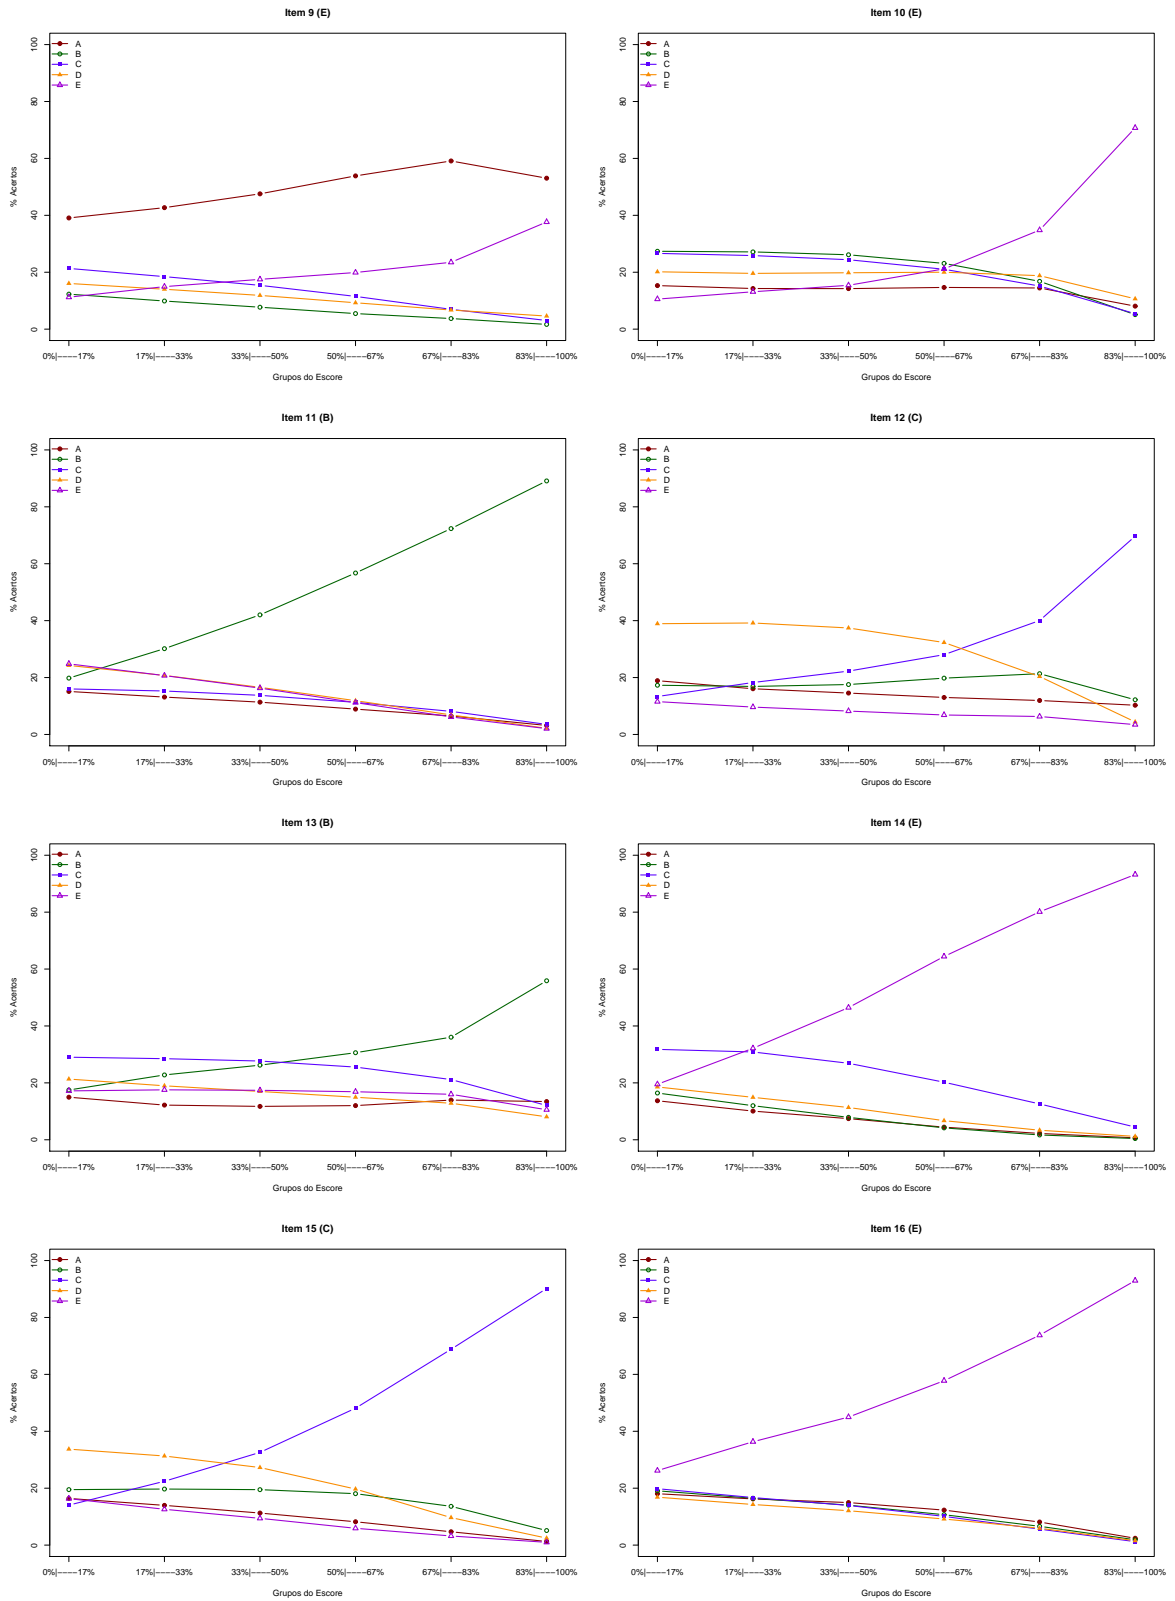 Item 9 (E)
A
B
C
D
E
100
80
60
40
20
0
% Acertos
0%|−−−−17%
17%|−−−−33%
33%|−−−−50%
50%|−−−−67%
67%|−−−−83%
83%|−−−−100%
Grupos do Escore
Item 10 (E)
A
B
C
D
E
100
80
60
40
20
0
% Acertos
0%|−−−−17%
17%|−−−−33%
33%|−−−−50%
50%|−−−−67%
67%|−−−−83%
83%|−−−−100%
Grupos do Escore
Item 11 (B)
A
B
C
D
E
100
80
60
40
20
0
% Acertos
0%|−−−−17%
17%|−−−−33%
33%|−−−−50%
50%|−−−−67%
67%|−−−−83%
83%|−−−−100%
Grupos do Escore
Item 12 (C)
A
B
C
D
E
100
80
60
40
20
0
% Acertos
0%|−−−−17%
17%|−−−−33%
33%|−−−−50%
50%|−−−−67%
67%|−−−−83%
83%|−−−−100%
Grupos do Escore
Item 13 (B)
A
B
C
D
E
100
80
60
40
20
0
% Acertos
0%|−−−−17%
17%|−−−−33%
33%|−−−−50%
50%|−−−−67%
67%|−−−−83%
83%|−−−−100%
Grupos do Escore
Item 14 (E)
A
B
C
D
E
100
80
60
40
20
0
% Acertos
0%|−−−−17%
17%|−−−−33%
33%|−−−−50%
50%|−−−−67%
67%|−−−−83%
83%|−−−−100%
Grupos do Escore
Item 15 (C)
A
B
C
D
E
100
80
60
40
20
0
% Acertos
0%|−−−−17%
17%|−−−−33%
33%|−−−−50%
50%|−−−−67%
67%|−−−−83%
83%|−−−−100%
Grupos do Escore
Item 16 (E)
A
B
C
D
E
100
80
60
40
20
0
% Acertos
0%|−−−−17%
17%|−−−−33%
33%|−−−−50%
50%|−−−−67%
67%|−−−−83%
83%|−−−−100%
Grupos do Escore